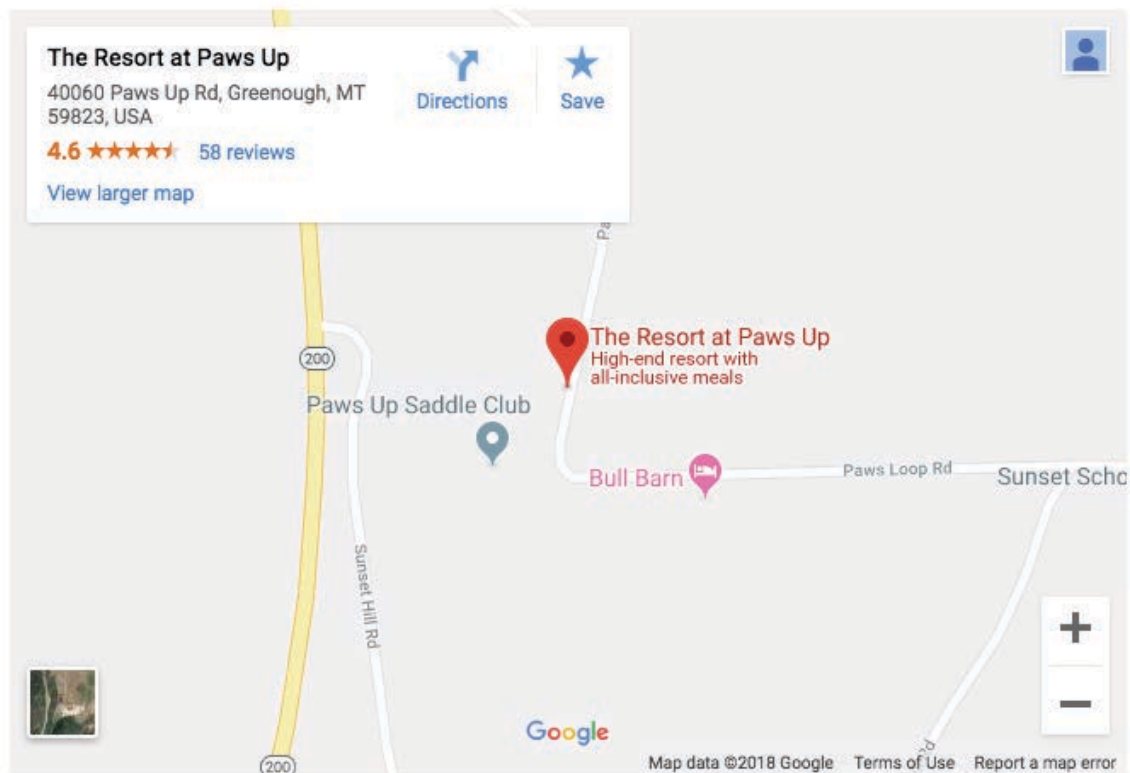 The Resort at Paws Up
40060 Paws Up Rd, Greenough, MT
59823, USA
4.6
58 reviews
View larger map
Directions
Save
Pa
200
The Resort at Paws Up
High-end resort with
all-inclusive meals
Paws Up Saddle Club
Bull Barn
Paws Loop Rd
Sunset Scho
Sunset Hill Rd
200
Google
Rd
Map data ©2018 Google
Terms of Use
Report a map error